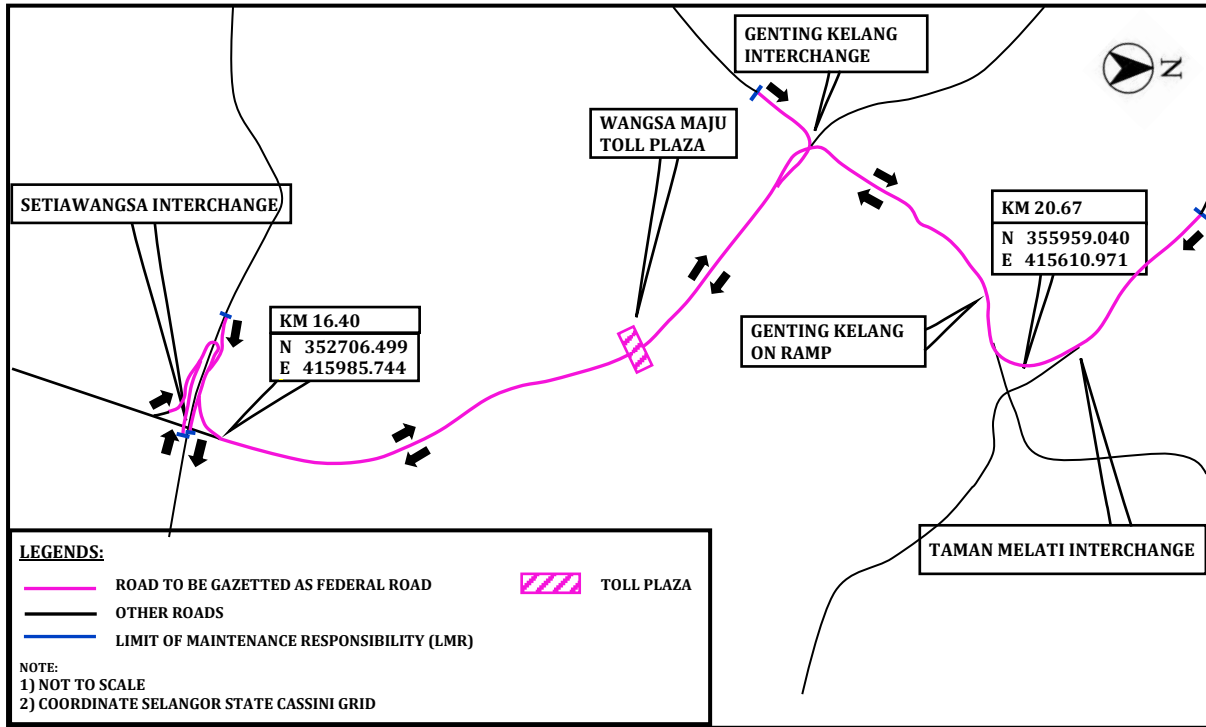 GENTING KELANG
INTERCHANGE
N
WANGSA MAJU
TOLL PLAZA
SETIAWANGSA INTERCHANGE
KM 20.67
N 355959.040
E 415610.971
KM 16.40
N 352706.499
E 415985.744
GENTING KELANG
ON RAMP
TAMAN MELATI INTERCHANGE
LEGENDS:
ROAD TO BE GAZETTED AS FEDERAL ROAD
TOLL PLAZA
OTHER ROADS
LIMIT OF MAINTENANCE RESPONSIBILITY (LMR)
NOTE:
1) NOT TO SCALE
2) COORDINATE SELANGOR STATE CASSINI GRID